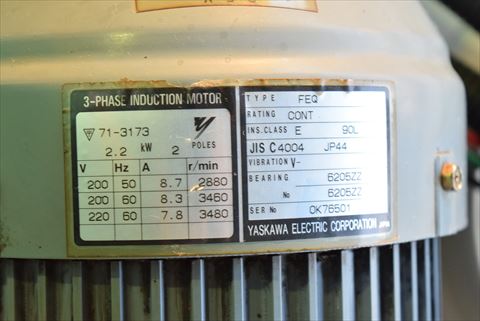 3-PHASE INDUCTION MOTOR
71-3173
2.2 kW 2 POLES
V Hz A r/min
200 50 8.7 2880
200 60 8.3 3460
220 60 7.8 3480
TYPE FEQ
RATING CONT
INS.CLASS E 90L
JIS C4004 JP44
VIBRATION V-
BEARING 6205ZZ
No 6205ZZ
SER No 0K76501
YASKAWA ELECTRIC CORPORATION JAPAN